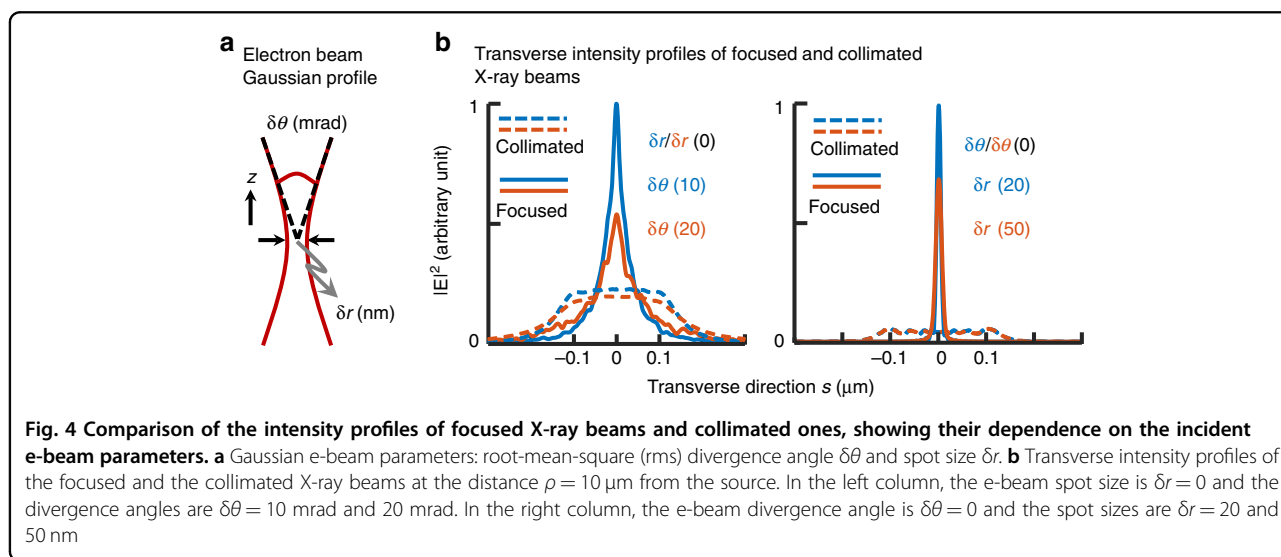 a
Electron beam
Gaussian profile
δθ (mrad)
z
δr (nm)
b
Transverse intensity profiles of focused and collimated
X-ray beams
|E|² (arbitrary unit)
1
0
Collimated
Focused
δr/δr (0)
δθ (10)
δθ (20)
−0.1
0
0.1
1
0
Collimated
Focused
δθ/δθ (0)
δr (20)
δr (50)
−0.1
0
0.1
Transverse direction s (μm)
Fig. 4 Comparison of the intensity profiles of focused X-ray beams and collimated ones, showing their dependence on the incident
e-beam parameters. a Gaussian e-beam parameters: root-mean-square (rms) divergence angle δθ and spot size δr. b Transverse intensity profiles of
the focused and the collimated X-ray beams at the distance ρ = 10 μm from the source. In the left column, the e-beam spot size is δr = 0 and the
divergence angles are δθ = 10 mrad and 20 mrad. In the right column, the e-beam divergence angle is δθ = 0 and the spot sizes are δr = 20 and
50 nm